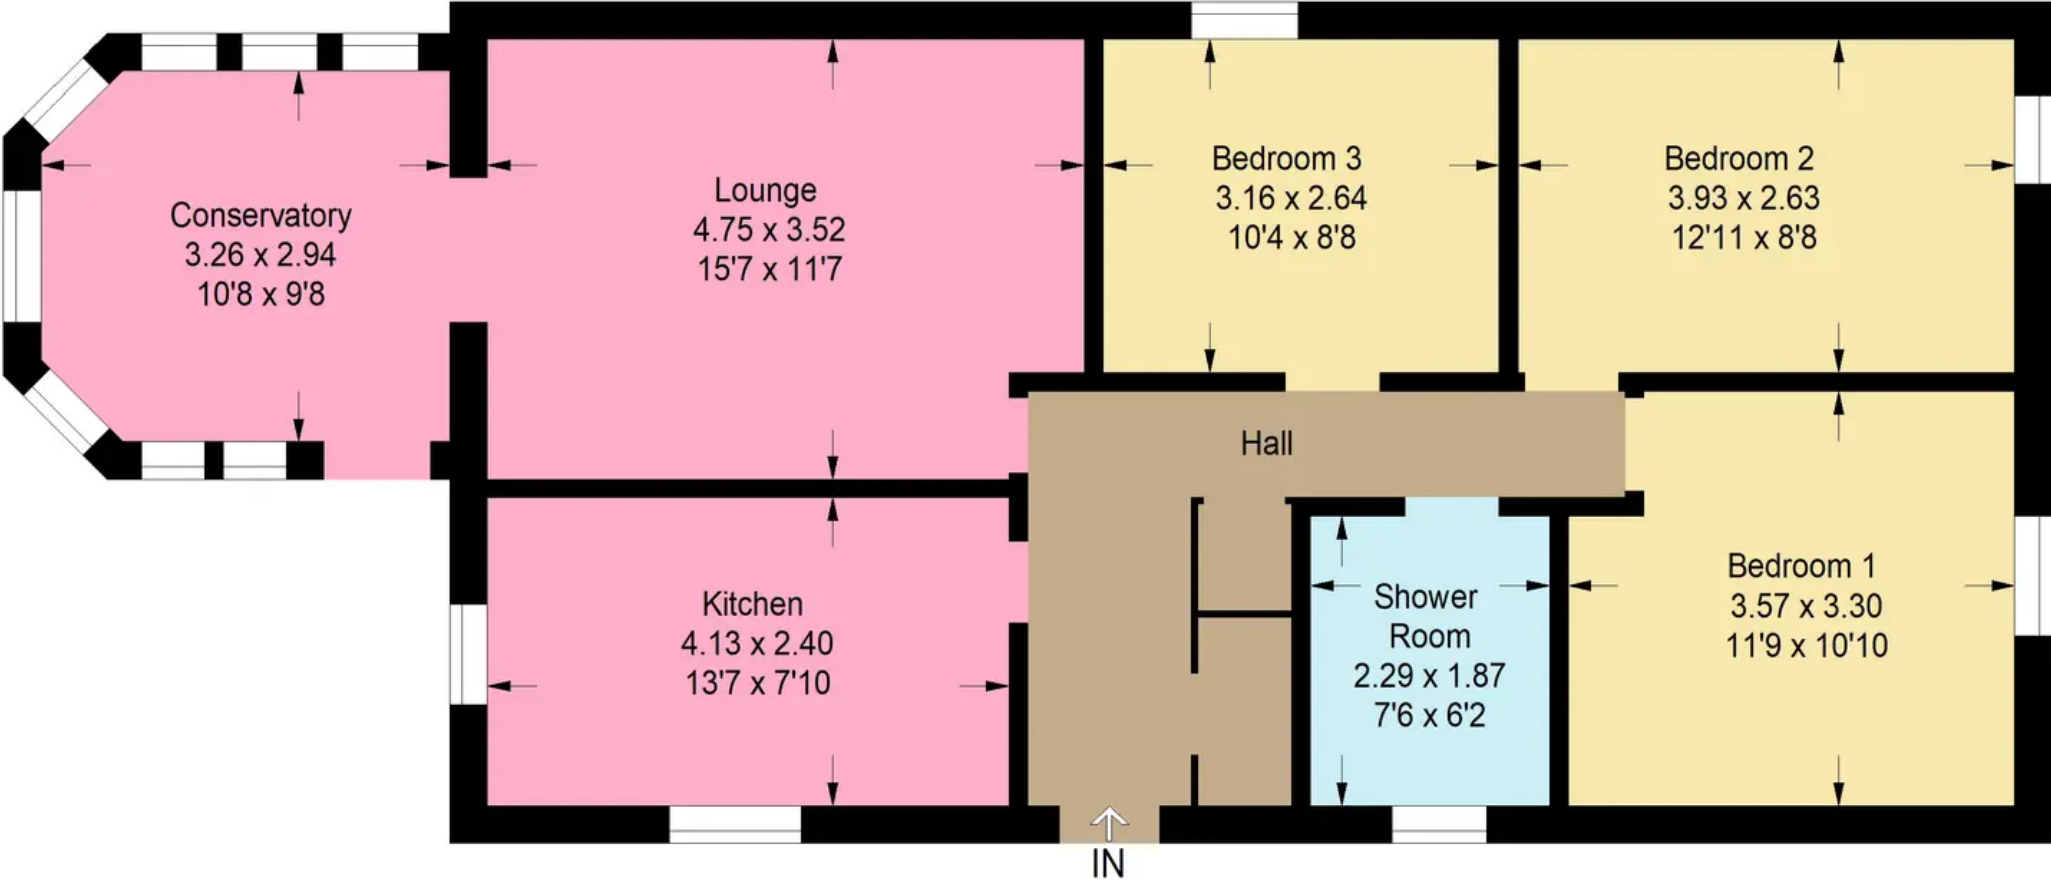 Conservatory
3.26 x 2.94
10'8 x 9'8
Lounge
4.75 x 3.52
15'7 x 11'7
Bedroom 3
3.16 x 2.64
10'4 x 8'8
Bedroom 2
3.93 x 2.63
12'11 x 8'8
Hall
Kitchen
4.13 x 2.40
13'7 x 7'10
Shower
Room
2.29 x 1.87
7'6 x 6'2
Bedroom 1
3.57 x 3.30
11'9 x 10'10
IN